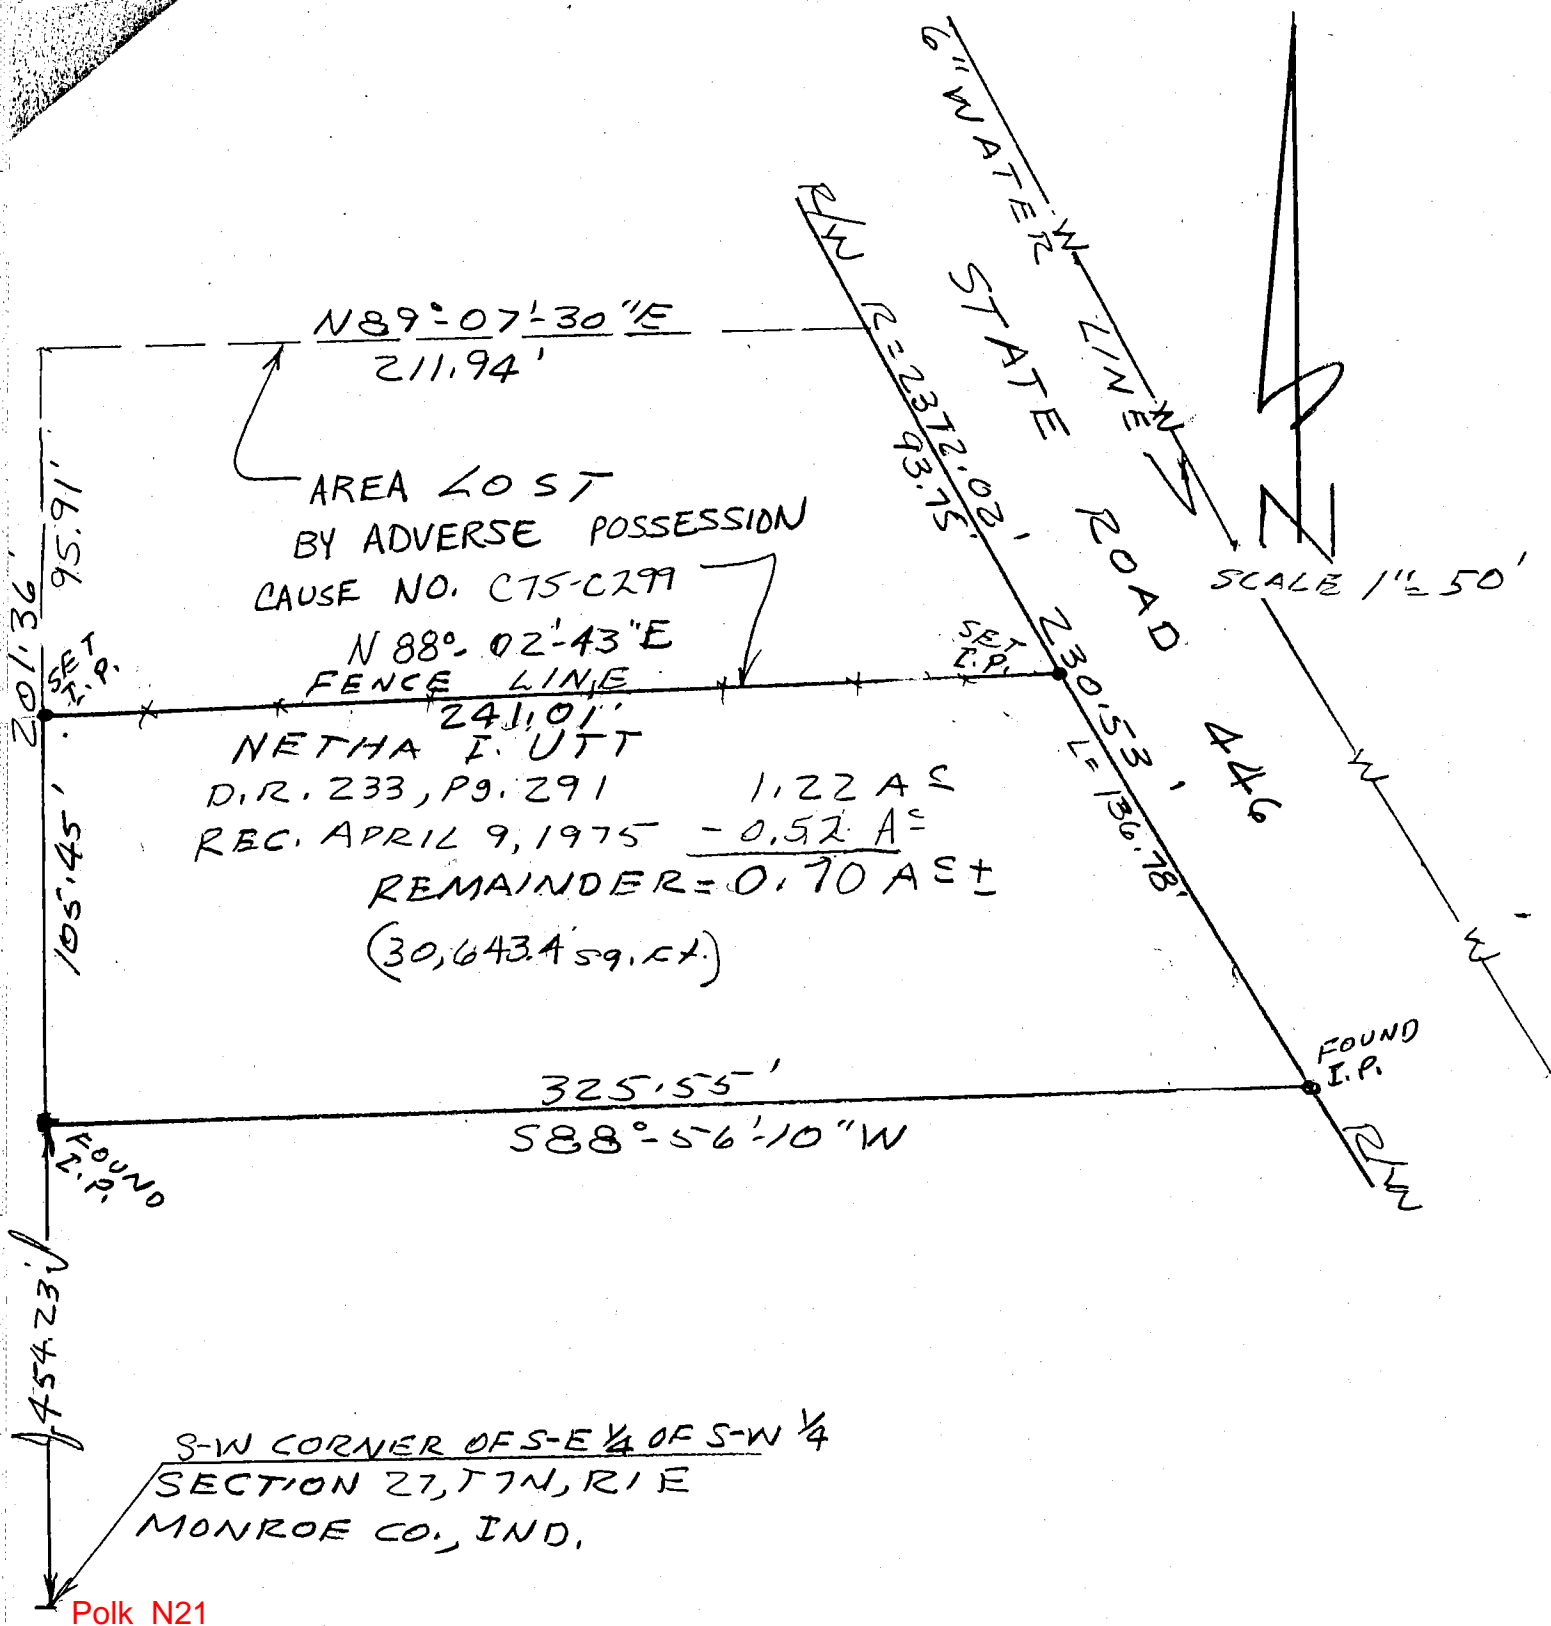 6" WATER LINE
W
W
W
W
R/W
STATE ROAD 446
N89°-07'-30"E
211.94'
R=2372.02'
93.75'
AREA LOST
BY ADVERSE POSSESSION
CAUSE NO. C75-C299
SCALE 1"=50'
N
95.91'
201.36'
N 88°-02'-43"E
FENCE LINE
241.01'
SET
I.P.
SET
I.P.
230.53'
L=136.78'
NETHA I. UTT
D.R. 233, Pg. 291
REC. APRIL 9, 1975
1.22 Ac
-0.52 Ac
REMAINDER=0.70 Ac±
(30,643.4 sq.ft.)
105.45'
325.55'
S88°-56'-10"W
FOUND
I.P.
FOUND
I.P.
R/W
454.23'
S-W CORNER OF S-E 1/4 OF S-W 1/4
SECTION 27, T7N, R1E
MONROE CO., IND.
Polk N21